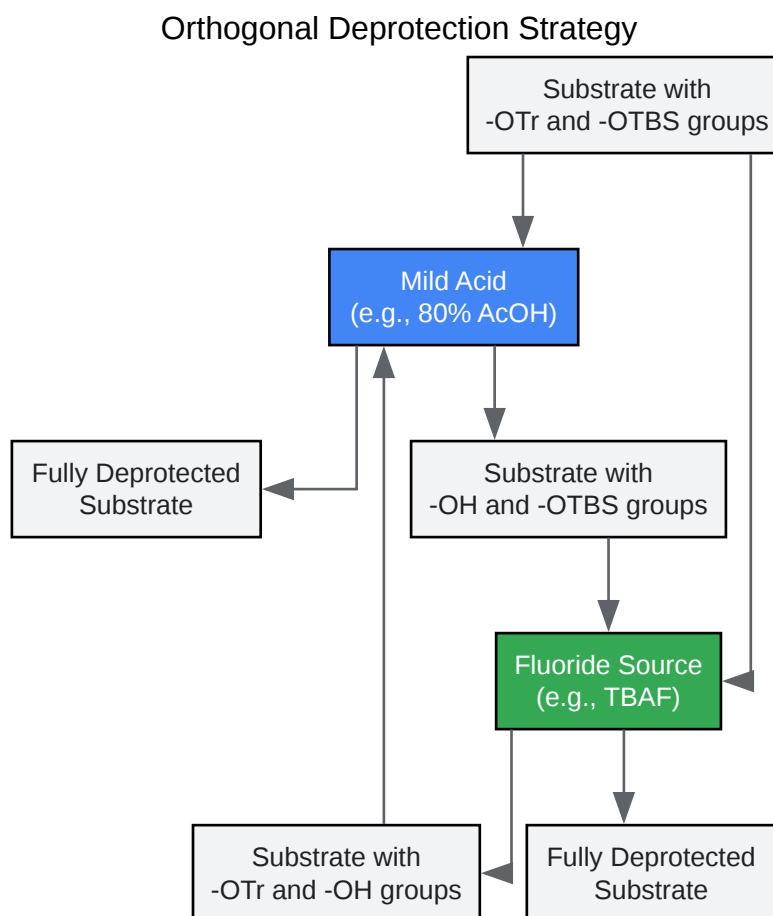 Orthogonal Deprotection Strategy
Substrate with
-OTr and -OTBS groups
Mild Acid
(e.g., 80% AcOH)
Fully Deprotected
Substrate
Substrate with
-OH and -OTBS groups
Fluoride Source
(e.g., TBAF)
Substrate with
-OTr and -OH groups
Fully Deprotected
Substrate